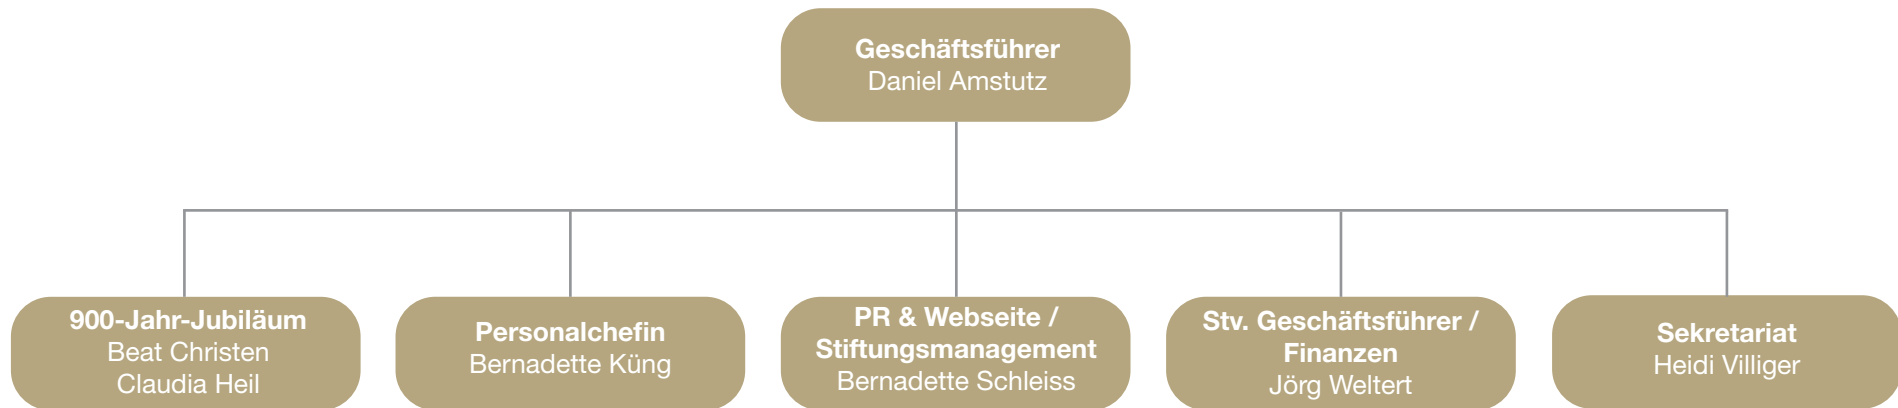 Geschäftsführer
Daniel Amstutz
900-Jahr-Jubiläum
Beat Christen
Claudia Heil
Personalchefin
Bernadette Küng
PR & Webseite /
Stiftungsmanagement
Bernadette Schleiss
Stv. Geschäftsführer /
Finanzen
Jörg Weltert
Sekretariat
Heidi Villiger